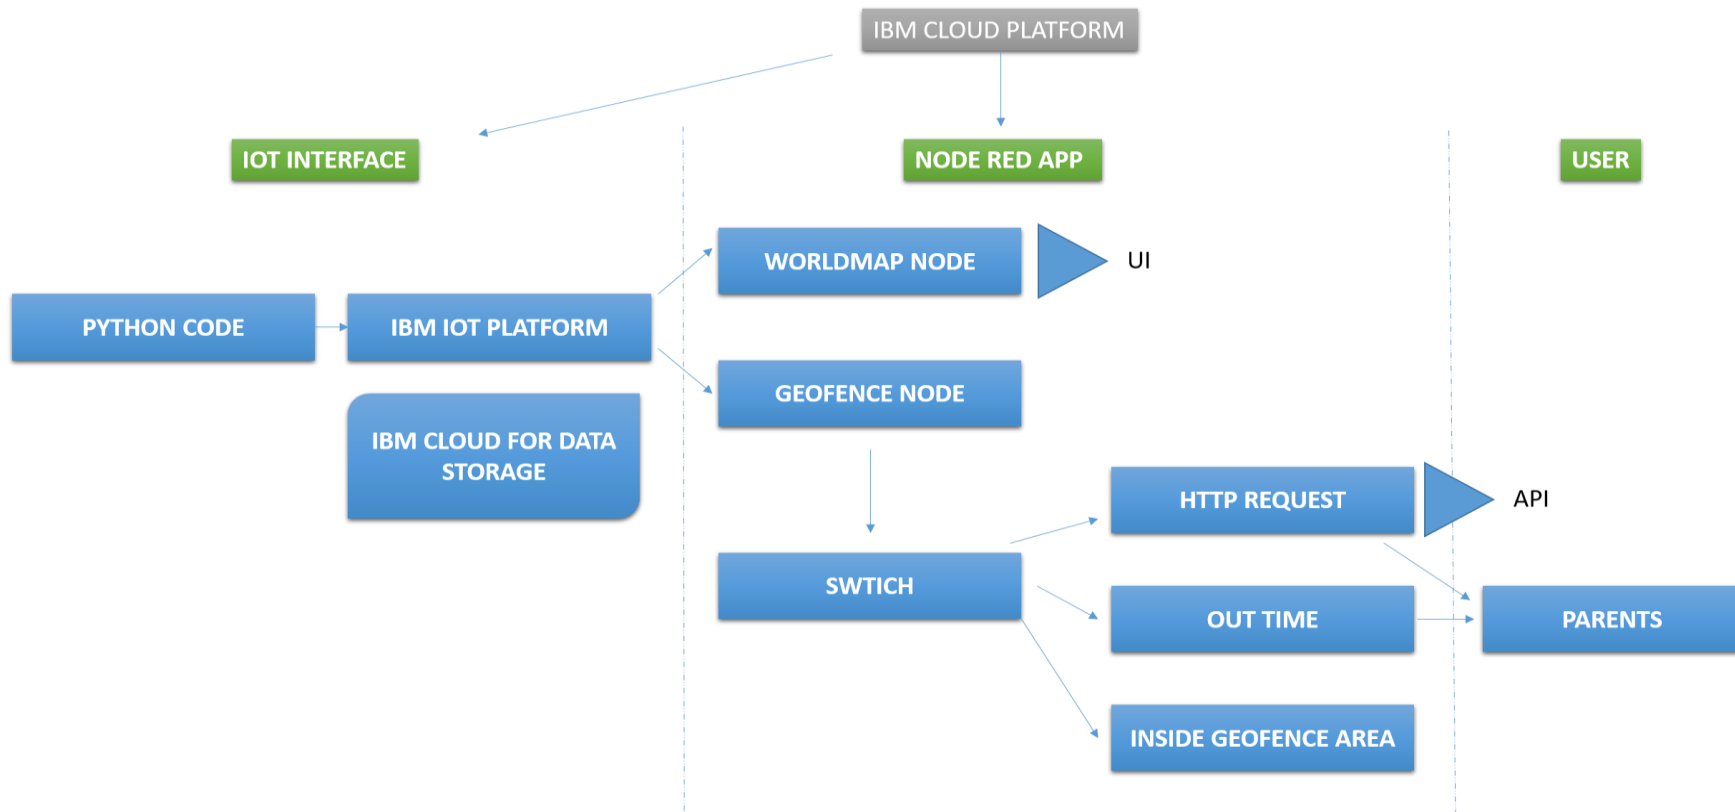 IBM CLOUD PLATFORM
IOT INTERFACE
NODE RED APP
USER
WORLDMAP NODE
UI
PYTHON CODE
IBM IOT PLATFORM
GEOFENCE NODE
IBM CLOUD FOR DATA
STORAGE
HTTP REQUEST
API
SWTICH
OUT TIME
PARENTS
INSIDE GEOFENCE AREA